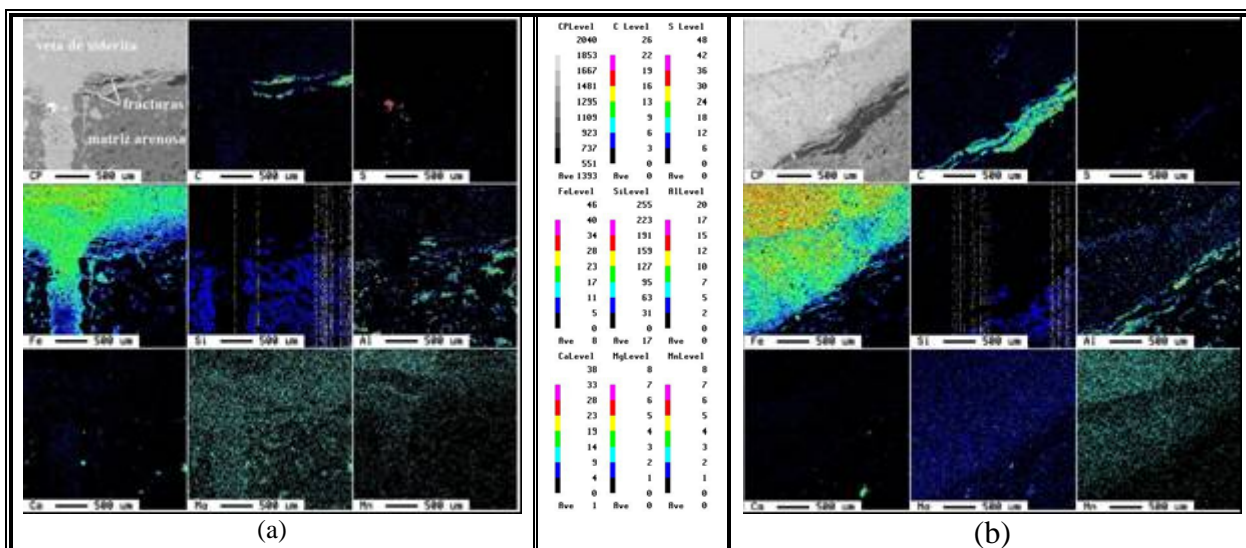 veta de siderita
fracturas
matriz arenosa
CP 500 um
C 500 um
S 500 um
Fe 500 um
Si 500 um
Al 500 um
Ca 500 um
Mg 500 um
Mn 500 um
(a)
CPLevel C Level S Level
2040 26 48
1853 22 42
1667 19 36
1481 16 30
1295 13 24
1109 9 18
923 6 12
737 3 6
551 0 0
Ave 1393 Ave 0 Ave 0
FeLevel SiLevel AlLevel
46 255 20
40 223 17
34 191 15
28 159 12
23 127 10
17 95 7
11 63 5
5 31 2
0 0 0
Ave 8 Ave 17 Ave 0
CaLevel MgLevel MnLevel
38 8 8
33 7 7
28 6 6
23 5 5
19 4 4
14 3 3
9 2 2
4 1 1
0 0 0
Ave 1 Ave 0 Ave 0
CP 500 um
C 500 um
S 500 um
Fe 500 um
Si 500 um
Al 500 um
Ca 500 um
Mg 500 um
Mn 500 um
(b)